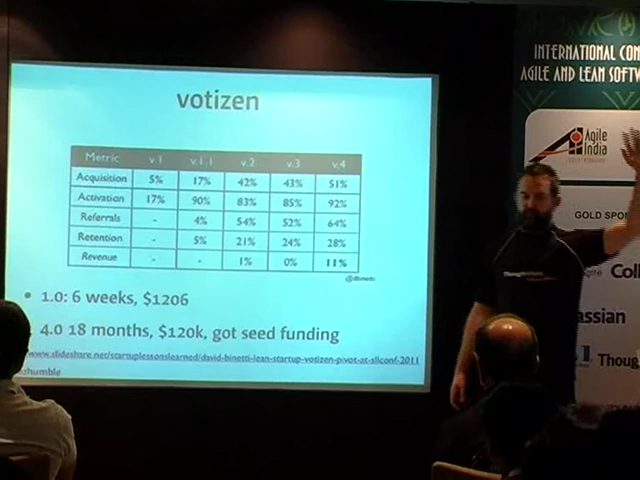 votizen
Metric v.1 v.1.1 v.2 v.3 v.4
Acquisition 5% 17% 42% 43% 51%
Activation 17% 90% 83% 85% 92%
Referrals - 4% 54% 52% 64%
Retention - 5% 21% 24% 28%
Revenue - - 1% 0% 11%
@dbinetti
• 1.0: 6 weeks, $1206
4.0 18 months, $120k, got seed funding
www.slideshare.net/startuplessonslearned/david-binetti-lean-startup-votizen-pivot-at-sllconf-2011
humble
INTERNATIONAL CON
AGILE AND LEAN SOFTW
Agile
India
GOLD SPON
Coll
assian
Thoug